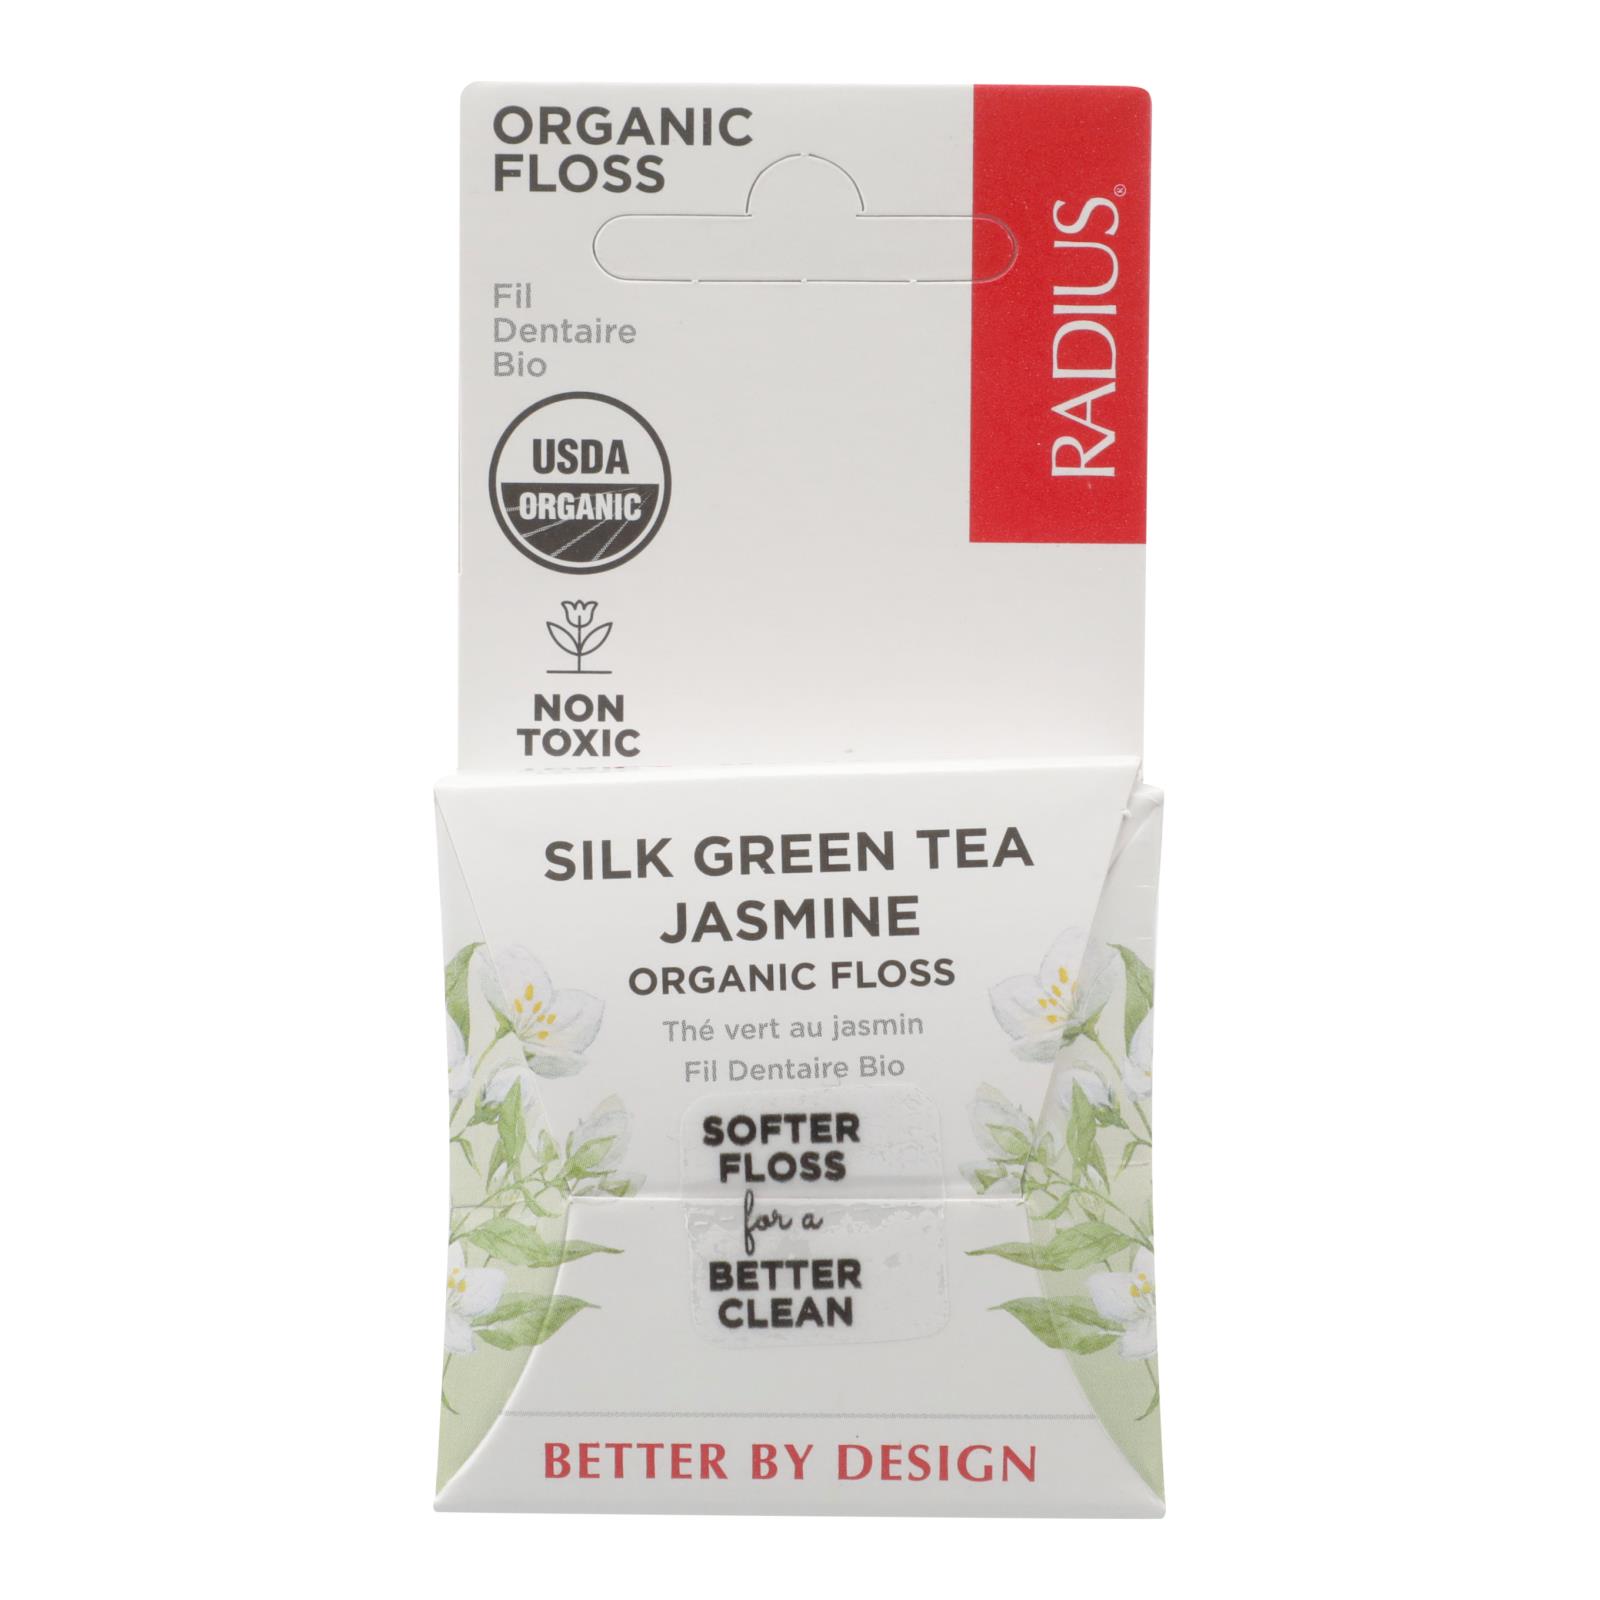 ORGANIC
FLOSS
RADIUS®
Fil
Dentaire
Bio
USDA
ORGANIC
NON
TOXIC
SILK GREEN TEA
JASMINE
ORGANIC FLOSS
Thé vert au jasmin
Fil Dentaire Bio
SOFTER
FLOSS
for a
BETTER
CLEAN
BETTER BY DESIGN